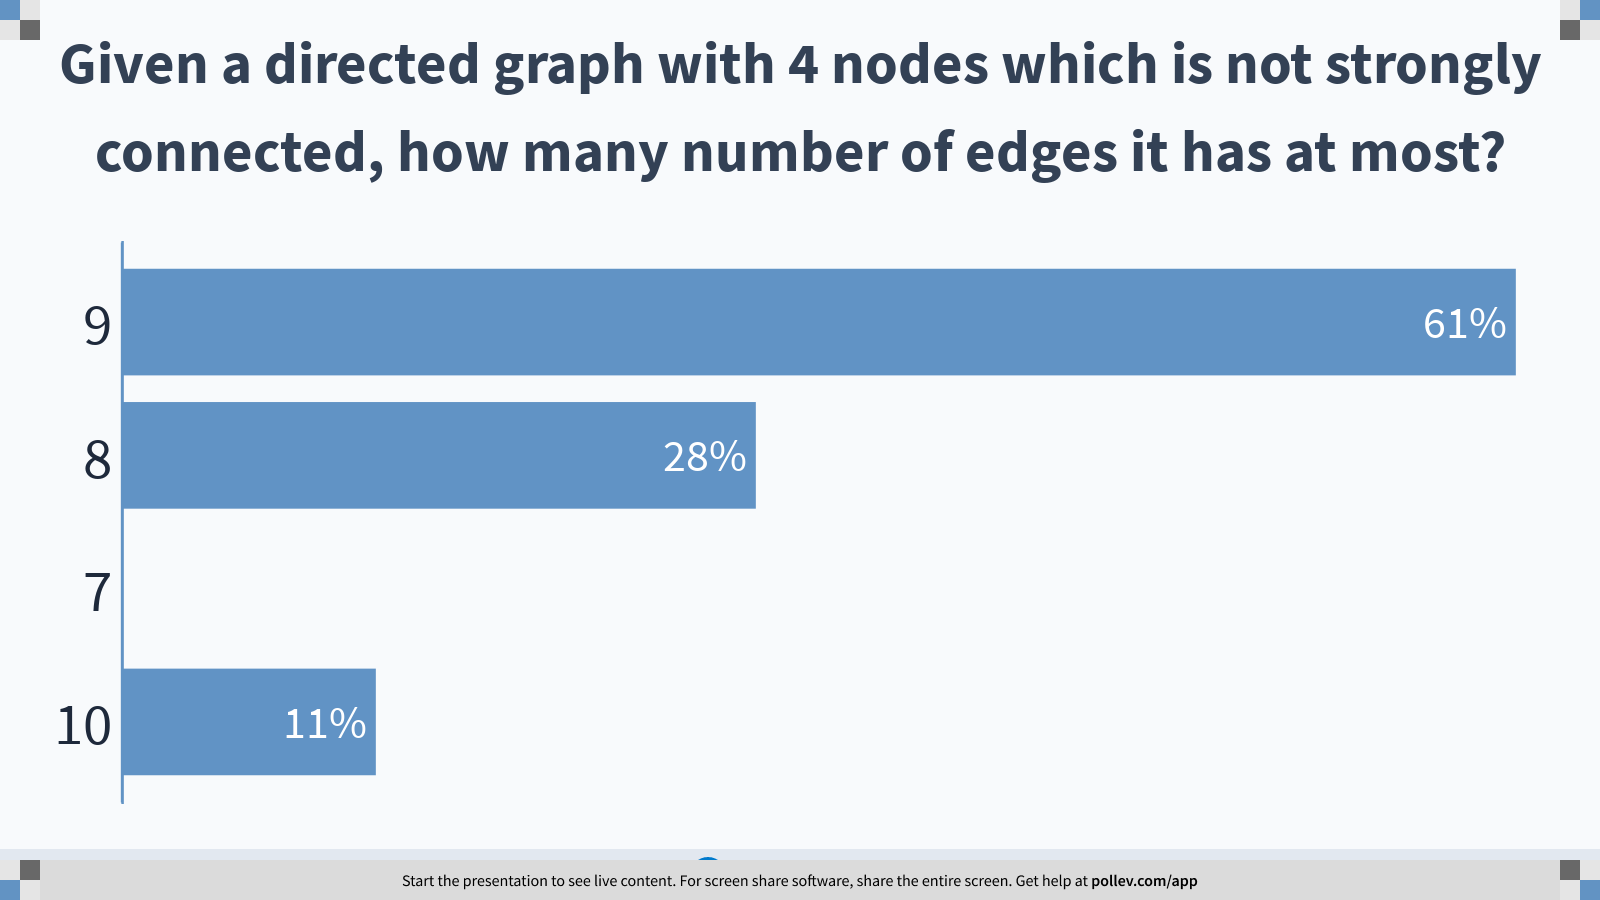 Given a directed graph with 4 nodes which is not strongly
connected, how many number of edges it has at most?
9
61%
8
28%
7
10
11%
Start the presentation to see live content. For screen share software, share the entire screen. Get help at pollev.com/app